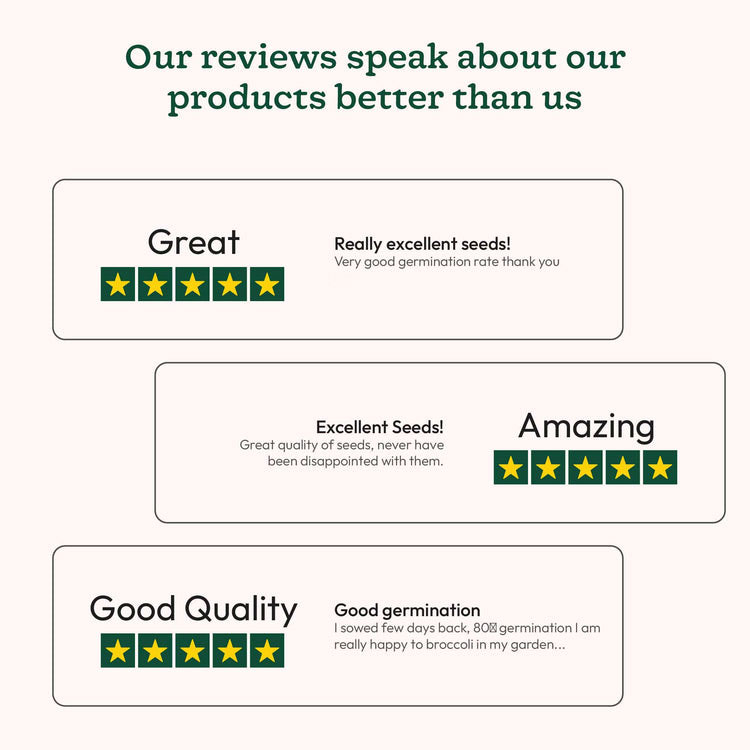 Our reviews speak about our
products better than us
Great
Really excellent seeds!
Very good germination rate thank you
Excellent Seeds!
Great quality of seeds, never have
been disappointed with them.
Amazing
Good Quality
Good germination
I sowed few days back, 80 germination I am
really happy to broccoli in my garden...